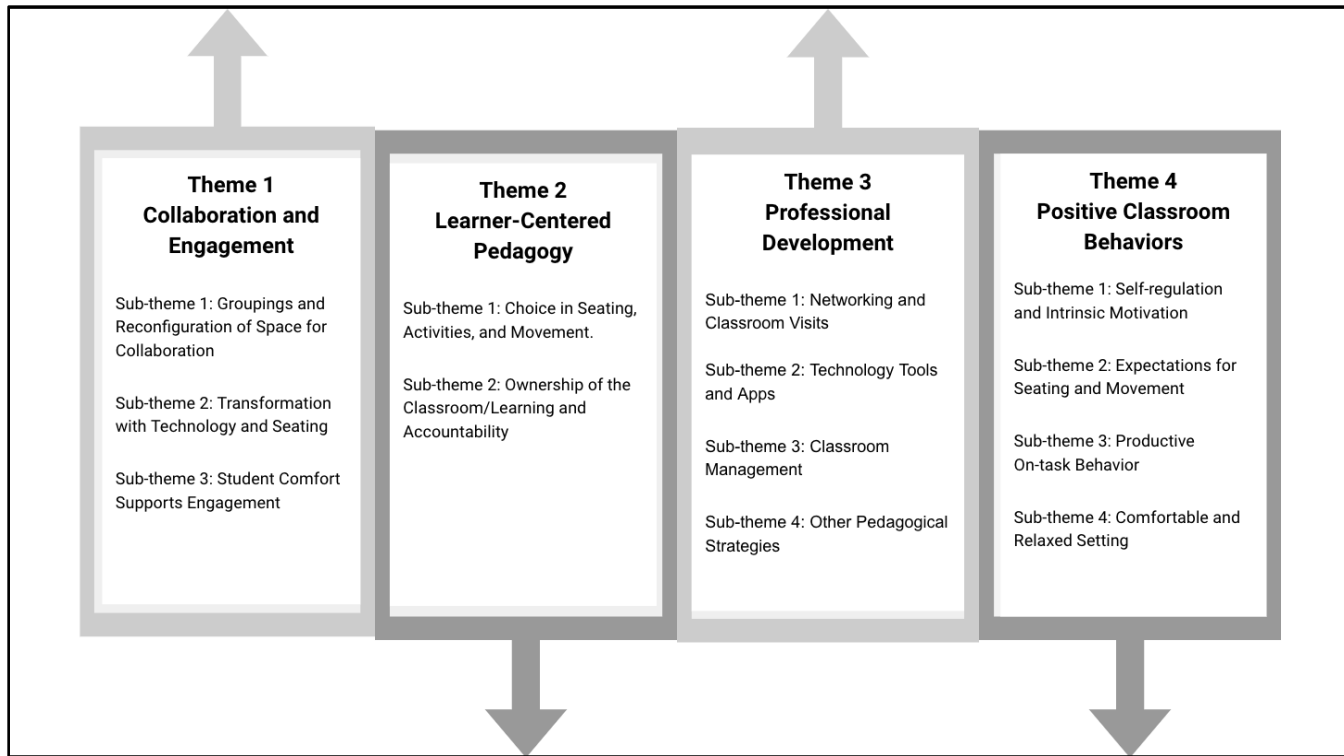 Theme 1
Collaboration and
Engagement
Sub-theme 1: Groupings and
Reconfiguration of Space for
Collaboration
Sub-theme 2: Transformation
with Technology and Seating
Sub-theme 3: Student Comfort
Supports Engagement
Theme 2
Learner-Centered
Pedagogy
Sub-theme 1: Choice in Seating,
Activities, and Movement.
Sub-theme 2: Ownership of the
Classroom/Learning and
Accountability
Theme 3
Professional
Development
Sub-theme 1: Networking and
Classroom Visits
Sub-theme 2: Technology Tools
and Apps
Sub-theme 3: Classroom
Management
Sub-theme 4: Other Pedagogical
Strategies
Theme 4
Positive Classroom
Behaviors
Sub-theme 1: Self-regulation
and Intrinsic Motivation
Sub-theme 2: Expectations for
Seating and Movement
Sub-theme 3: Productive
On-task Behavior
Sub-theme 4: Comfortable and
Relaxed Setting